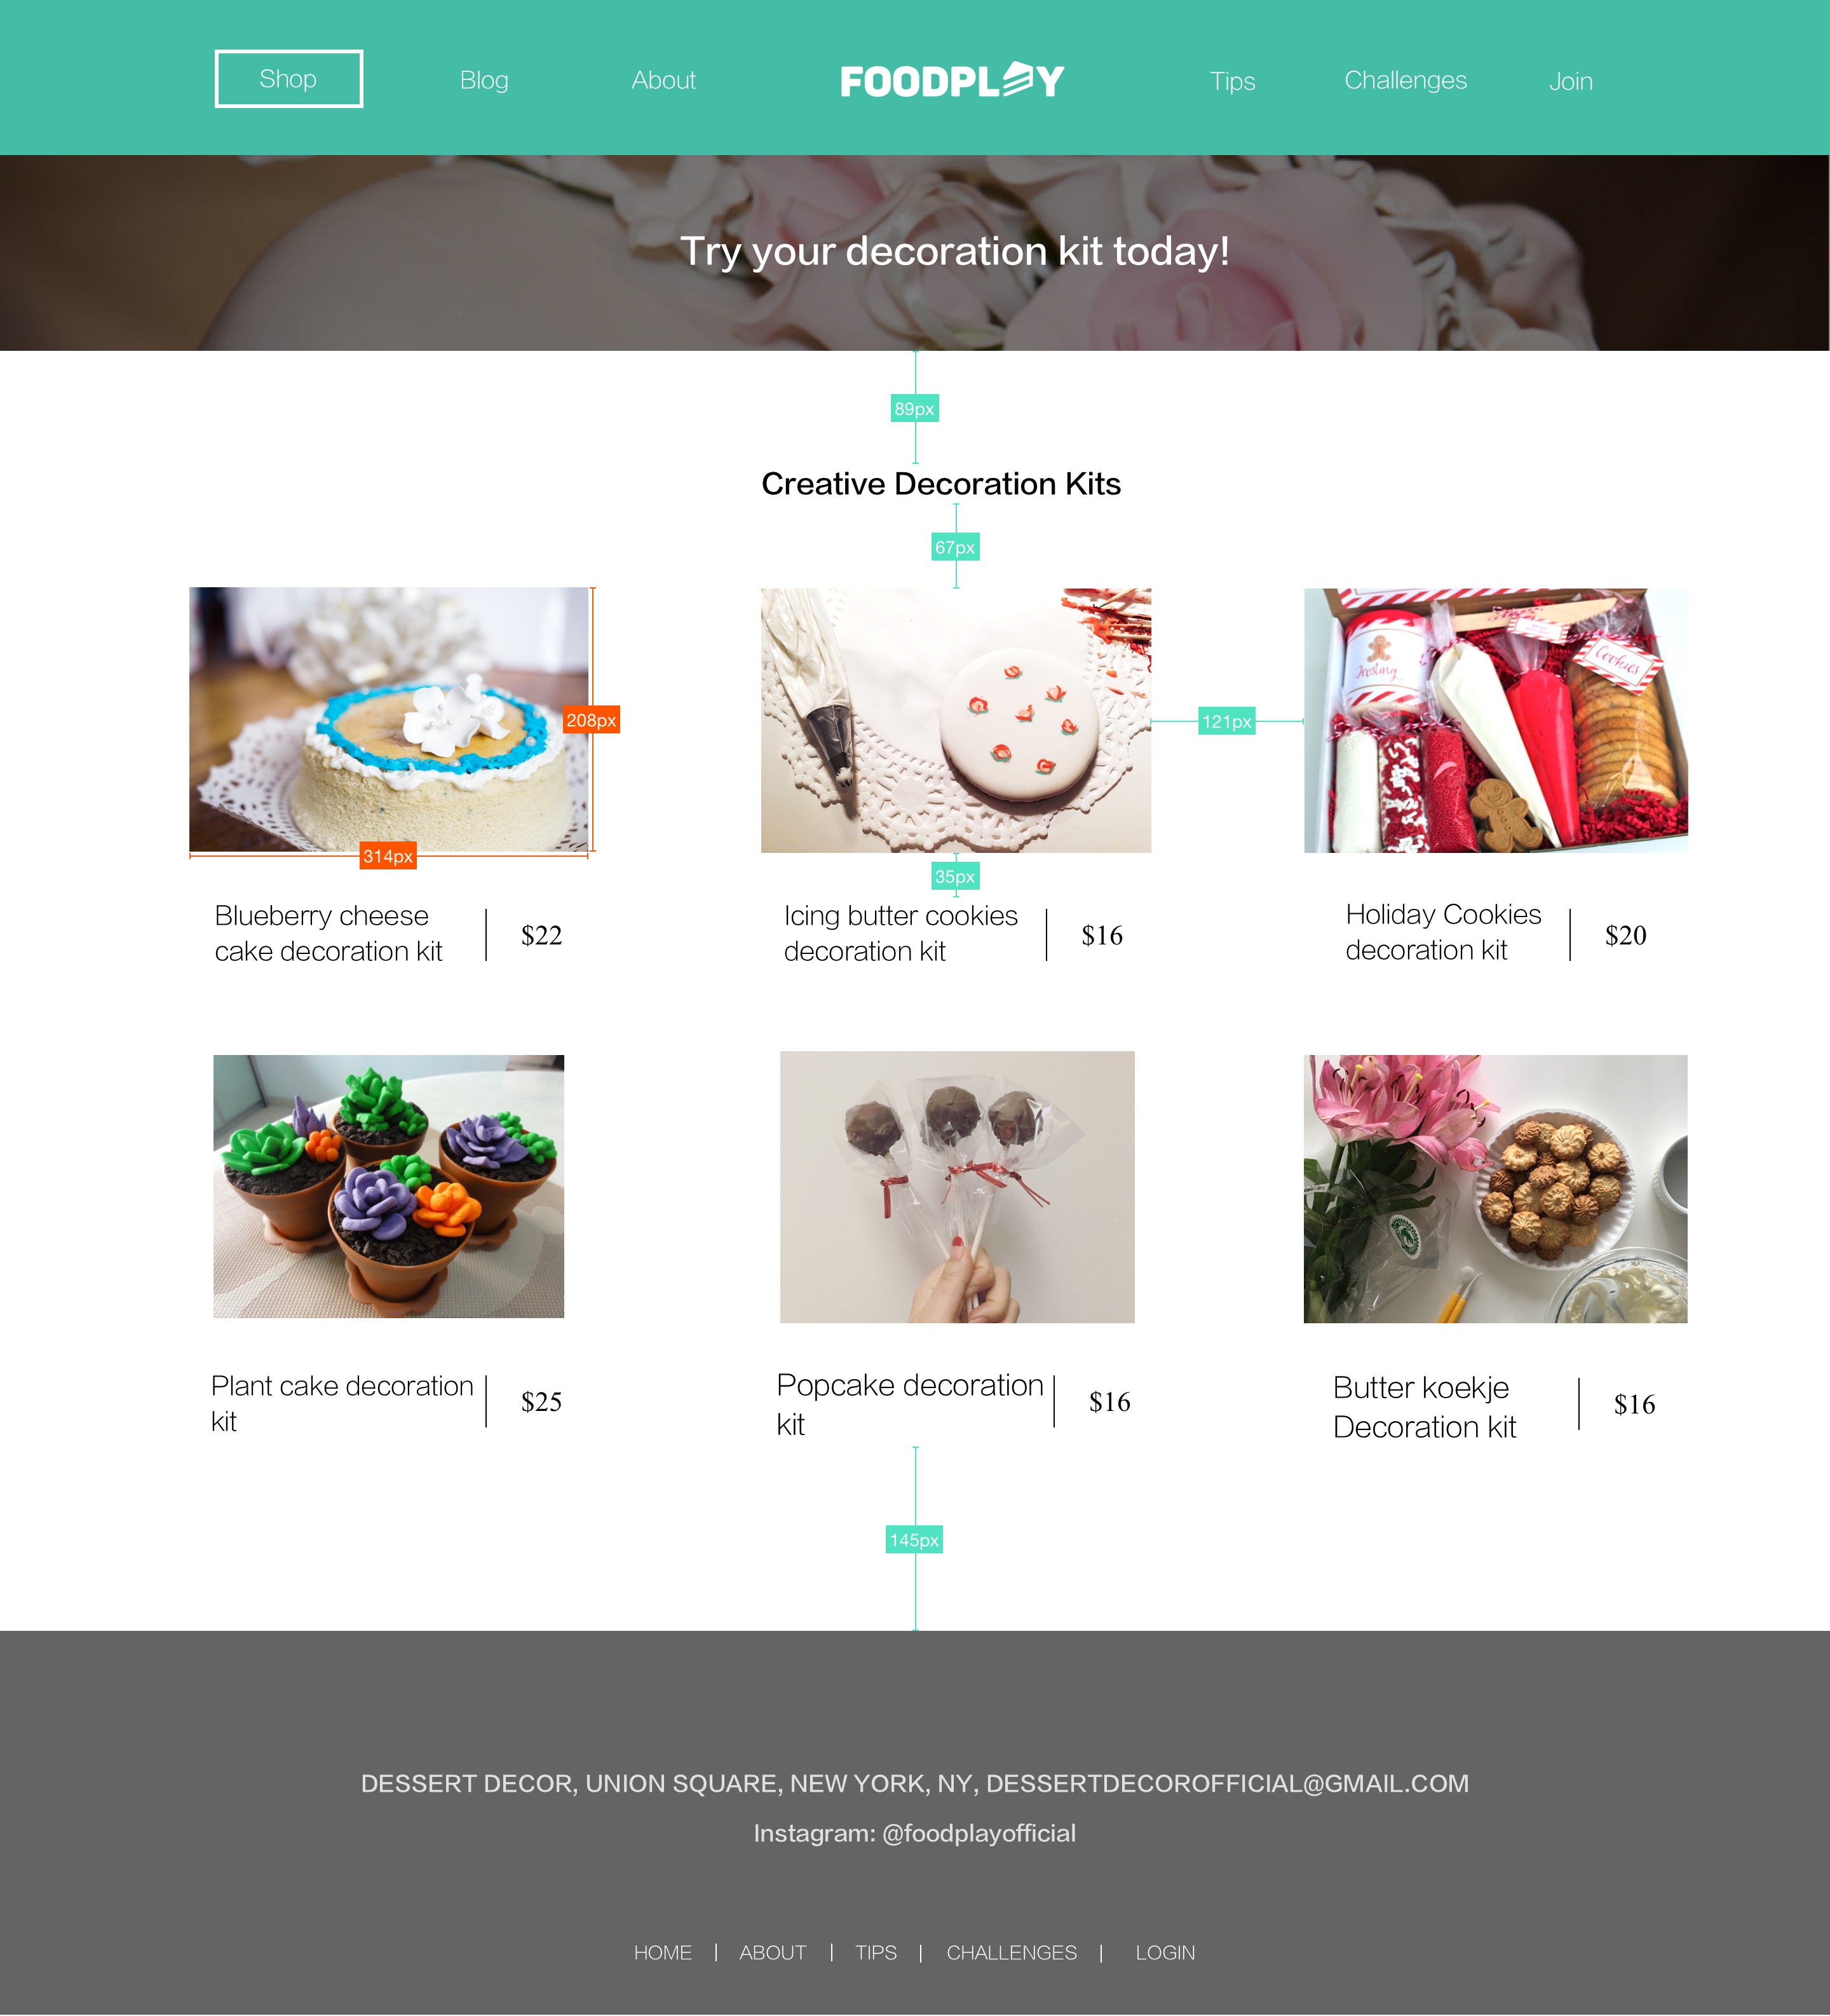 Shop Blog About FOODPLAY Tips Challenges Join
Try your decoration kit today!
89px
Creative Decoration Kits
67px
208px
314px
121px
35px
Frosting
Cookies
Blueberry cheese
cake decoration kit
$22
Icing butter cookies
decoration kit
$16
Holiday Cookies
decoration kit
$20
Plant cake decoration
kit
$25
Popcake decoration
kit
$16
Butter koekje
Decoration kit
$16
145px
DESSERT DECOR, UNION SQUARE, NEW YORK, NY, DESSERTDECOROFFICIAL@GMAIL.COM
Instagram: @foodplayofficial
HOME | ABOUT | TIPS | CHALLENGES | LOGIN